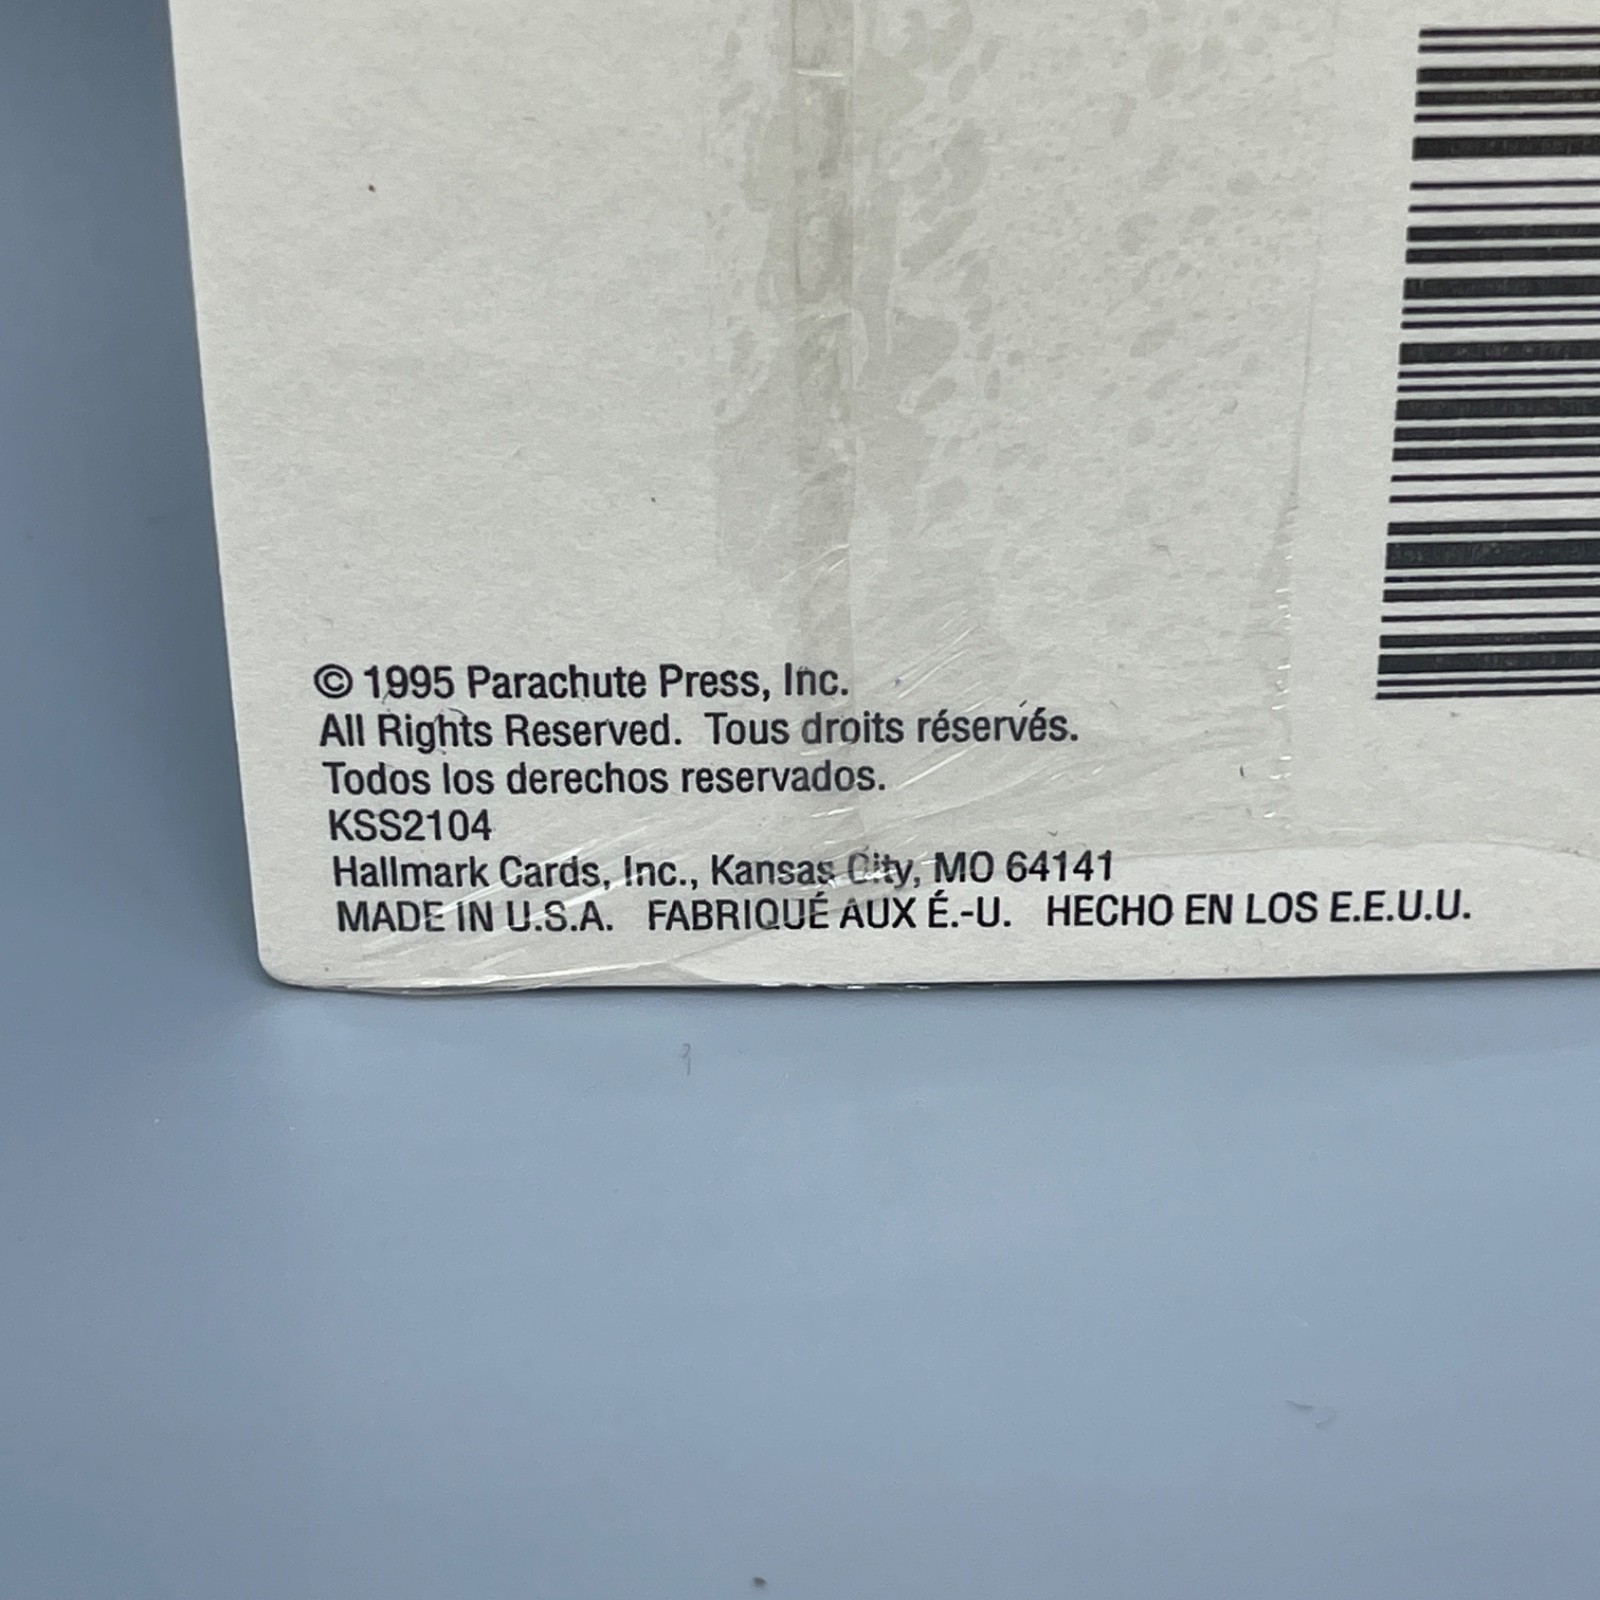 © 1995 Parachute Press, Inc.
All Rights Reserved. Tous droits réservés.
Todos los derechos reservados.
KSS2104
Hallmark Cards, Inc., Kansas City, MO 64141
MADE IN U.S.A. FABRIQUÉ AUX É.-U. HECHO EN LOS E.E.U.U.